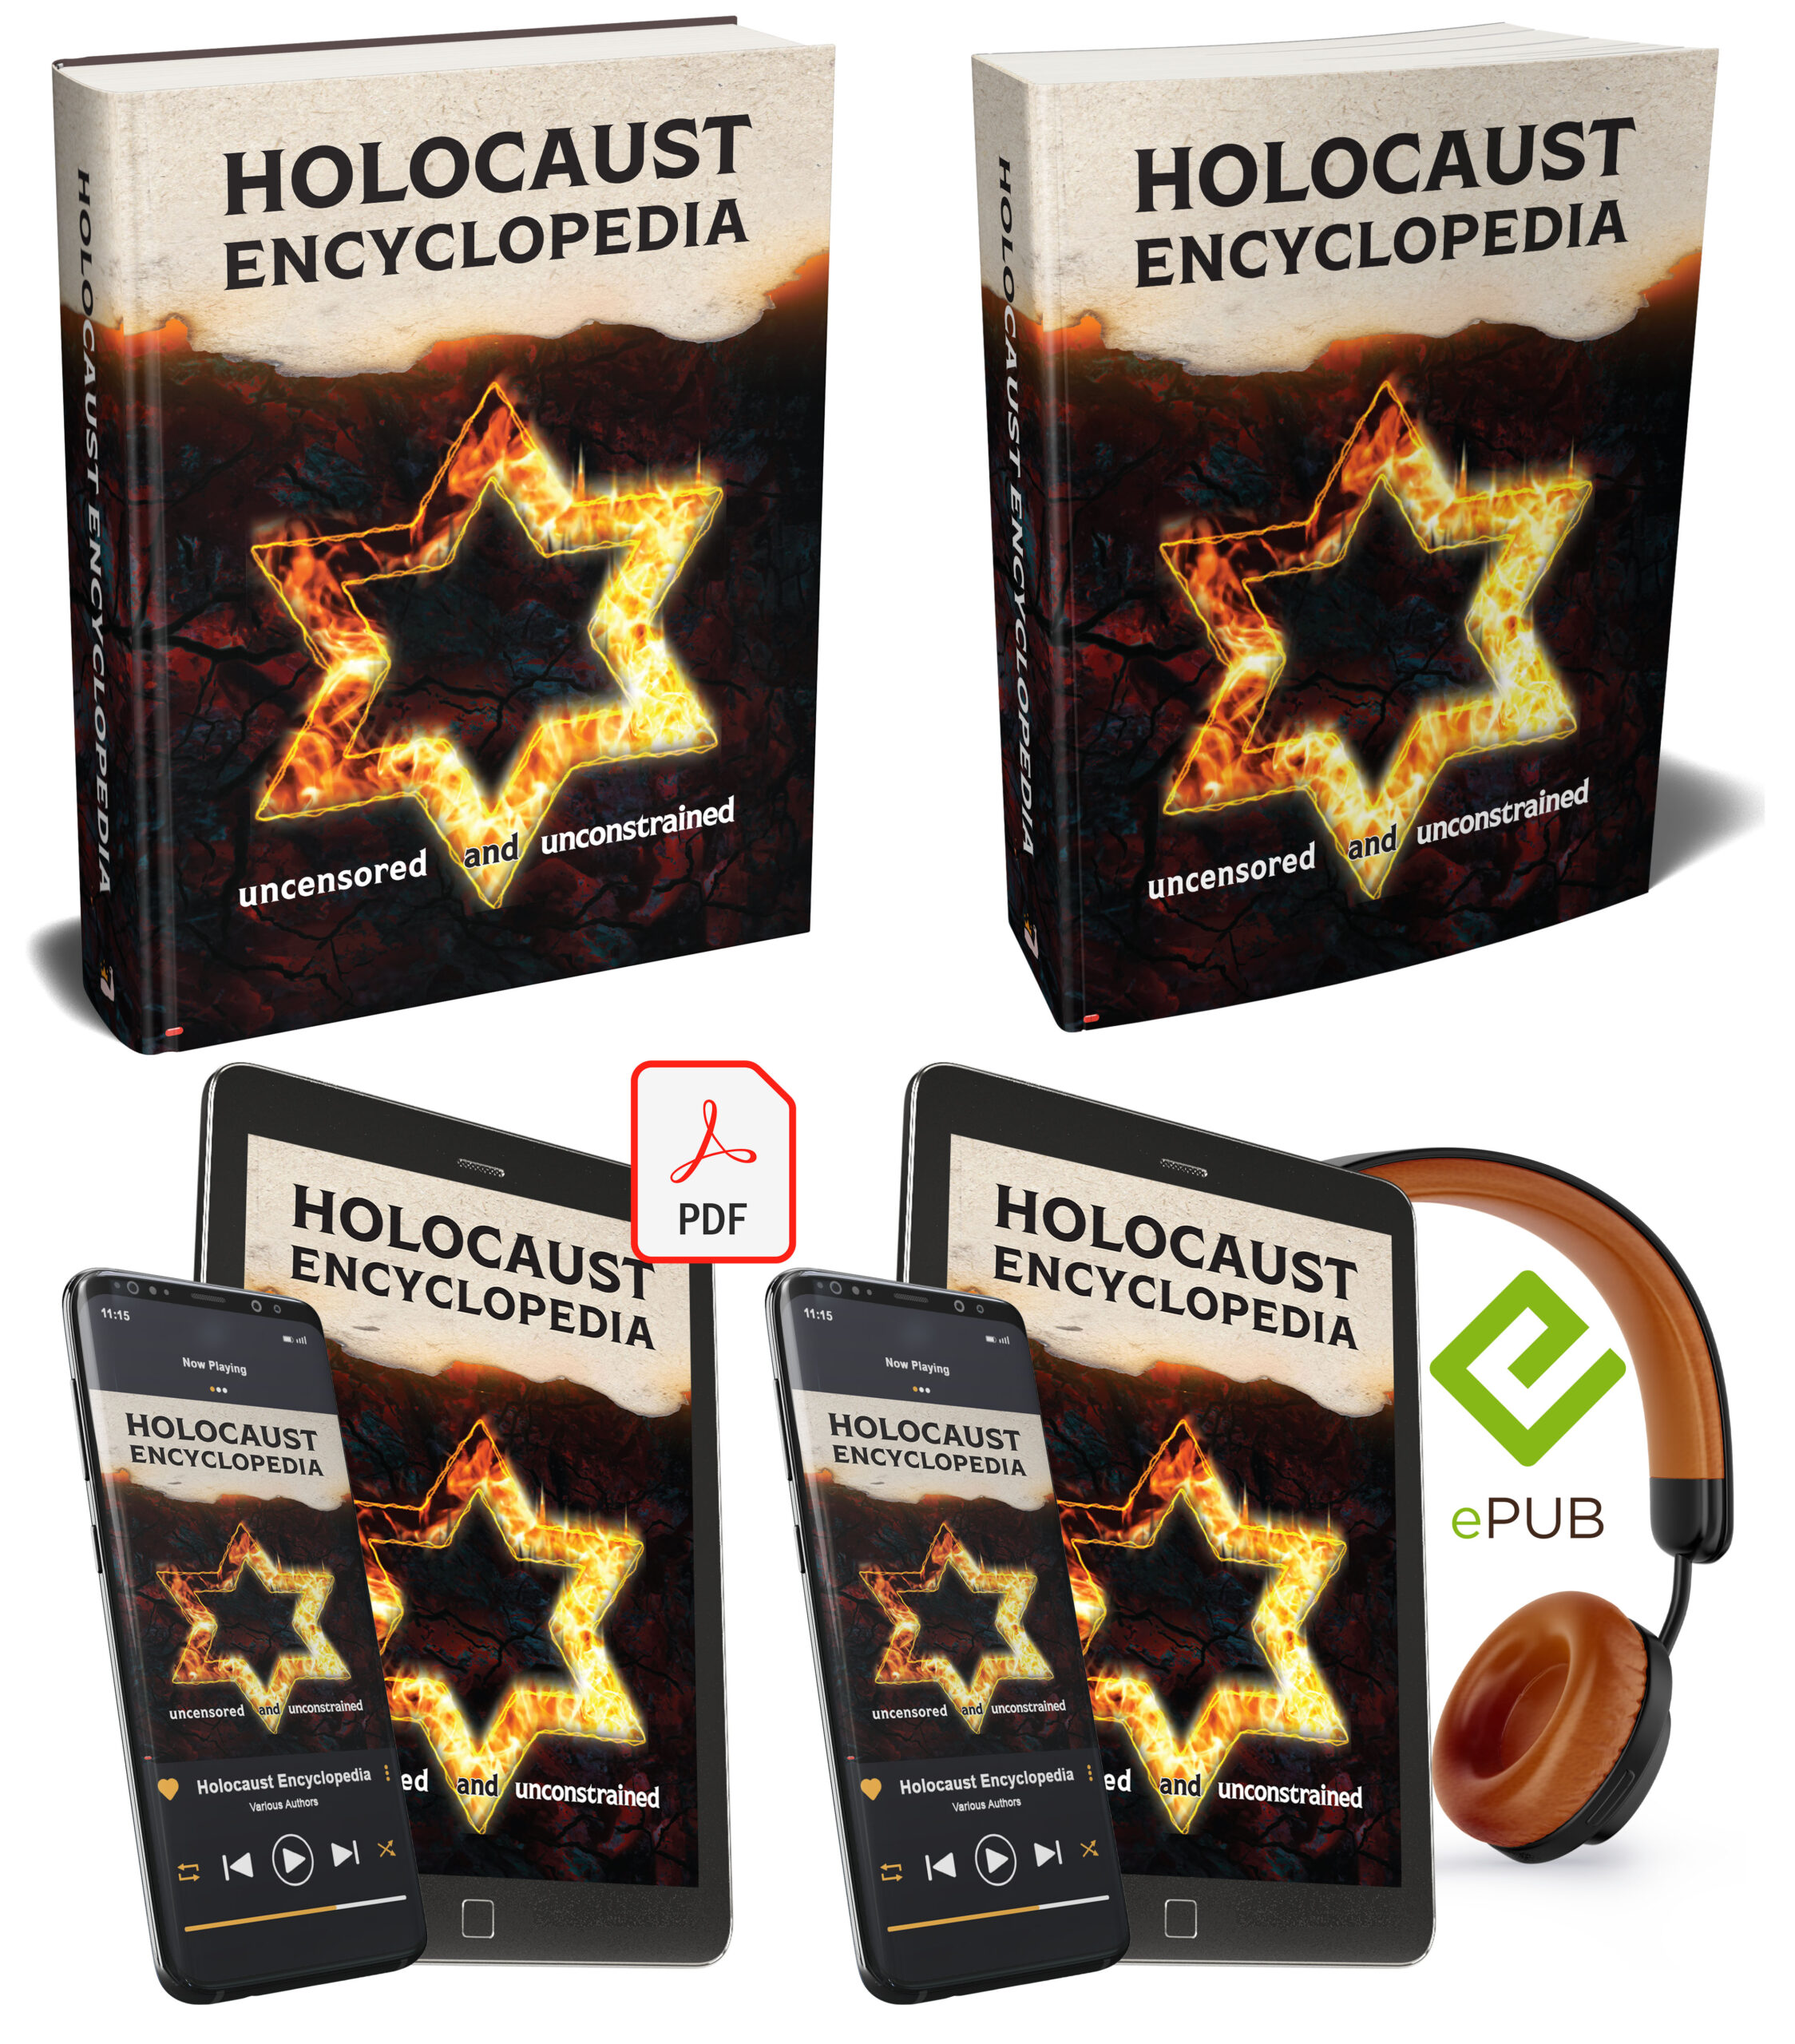 HOLOCAUST
ENCYCLOPEDIA
uncensored and unconstrained
HOLOCAUST ENCYCLOPEDIA
HOLOCAUST
ENCYCLOPEDIA
uncensored and unconstrained
HOLOCAUST ENCYCLOPEDIA
PDF
HOLOCAUST
ENCYCLOPEDIA
ed and unconstrained
11:15
Now Playing
HOLOCAUST
ENCYCLOPEDIA
uncensored and unconstrained
Holocaust Encyclopedia
Various Authors
HOLOCAUST
ENCYCLOPEDIA
ed and unconstrained
11:15
Now Playing
HOLOCAUST
ENCYCLOPEDIA
uncensored and unconstrained
Holocaust Encyclopedia
Various Authors
ePUB